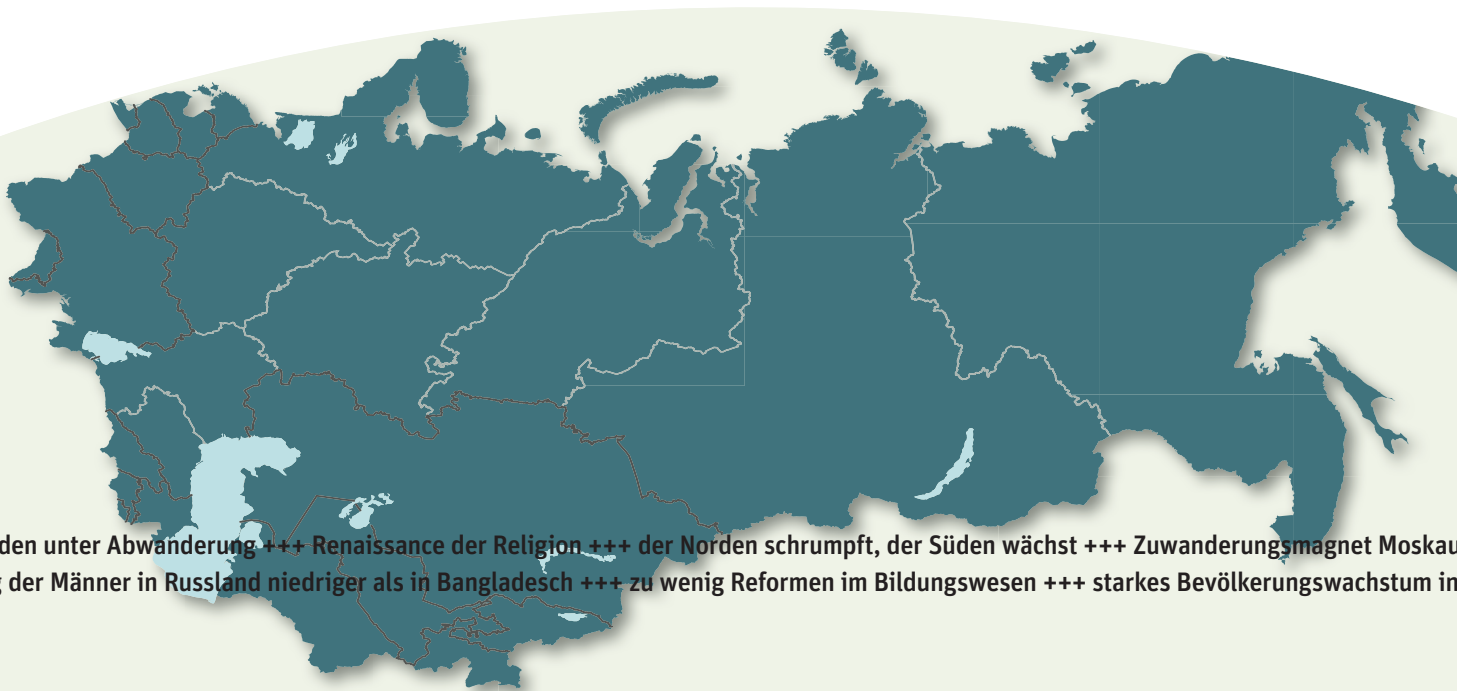 den unter Abwanderung +++ Renaissance der Religion +++ der Norden schrumpft, der Süden wächst +++ Zuwanderungsmagnet Moskau
g der Männer in Russland niedriger als in Bangladesch +++ zu wenig Reformen im Bildungswesen +++ starkes Bevölkerungswachstum in